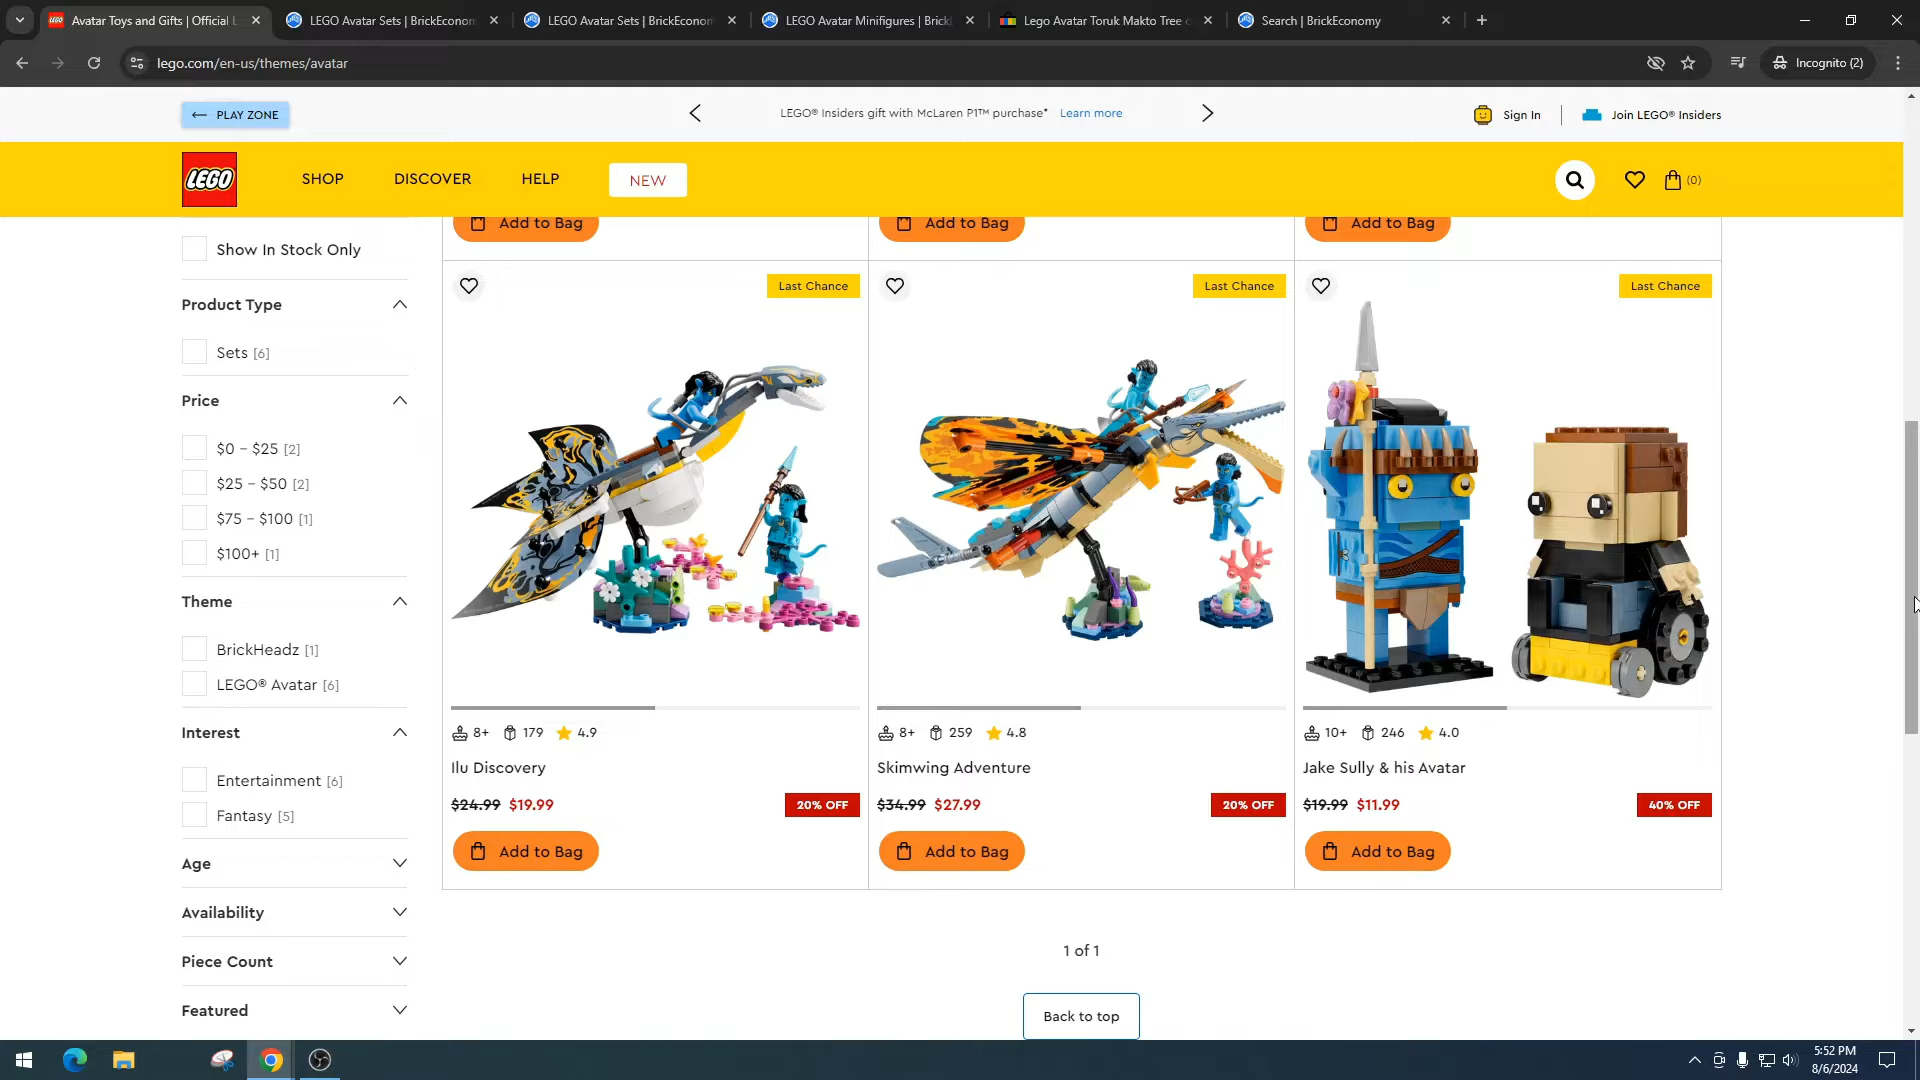 Avatar Toys and Gifts | Official L
LEGO Avatar Sets | BrickEconom
LEGO Avatar Sets | BrickEconom
LEGO Avatar Minifigures | Brick
Lego Avatar Toruk Makto Tree o
Search | BrickEconomy
lego.com/en-us/themes/avatar
Incognito (2)
PLAY ZONE
LEGO® Insiders gift with McLaren P1™ purchase* Learn more
Sign In
Join LEGO® Insiders
LEGO
SHOP
DISCOVER
HELP
NEW
(0)
Add to Bag
Add to Bag
Add to Bag
Show In Stock Only
Product Type
Sets [6]
Price
$0 – $25 [2]
$25 – $50 [2]
$75 – $100 [1]
$100+ [1]
Theme
BrickHeadz [1]
LEGO® Avatar [6]
Interest
Entertainment [6]
Fantasy [5]
Age
Availability
Piece Count
Featured
Last Chance
8+ 179 4.9
Ilu Discovery
$24.99 $19.99
20% OFF
Add to Bag
Last Chance
8+ 259 4.8
Skimwing Adventure
$34.99 $27.99
20% OFF
Add to Bag
Last Chance
10+ 246 4.0
Jake Sully & his Avatar
$19.99 $11.99
40% OFF
Add to Bag
1 of 1
Back to top
5:52 PM
8/6/2024